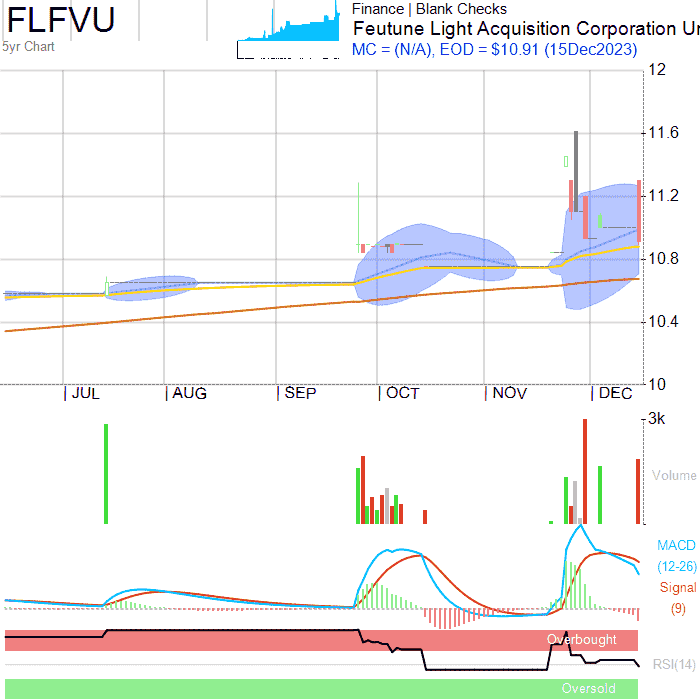 FLFVU
5yr Chart
Finance | Blank Checks
Feutune Light Acquisition Corporation Ur
MC = (N/A), EOD = $10.91 (15Dec2023)
12
11.6
11.2
10.8
10.4
10
JUL AUG SEP OCT NOV DEC
3k
Volume
MACD
(12-26)
Signal
(9)
Overbought
RSI(14)
Oversold